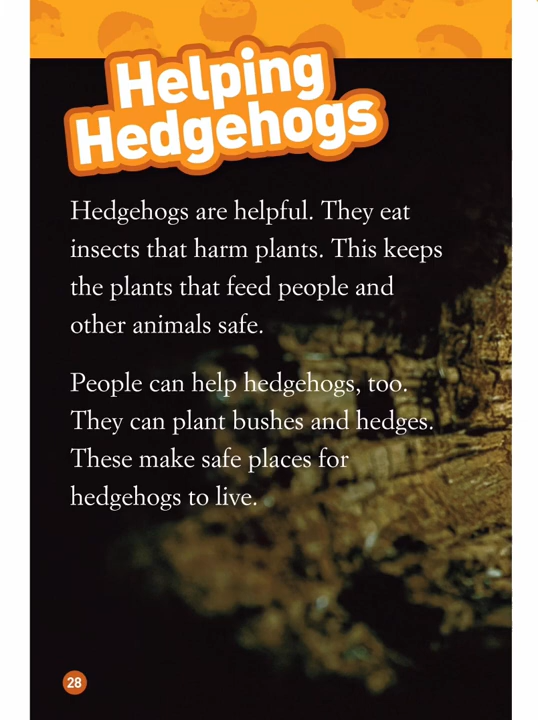 Helping
Hedgehogs
Hedgehogs are helpful. They eat
insects that harm plants. This keeps
the plants that feed people and
other animals safe.
People can help hedgehogs, too.
They can plant bushes and hedges.
These make safe places for
hedgehogs to live.
28